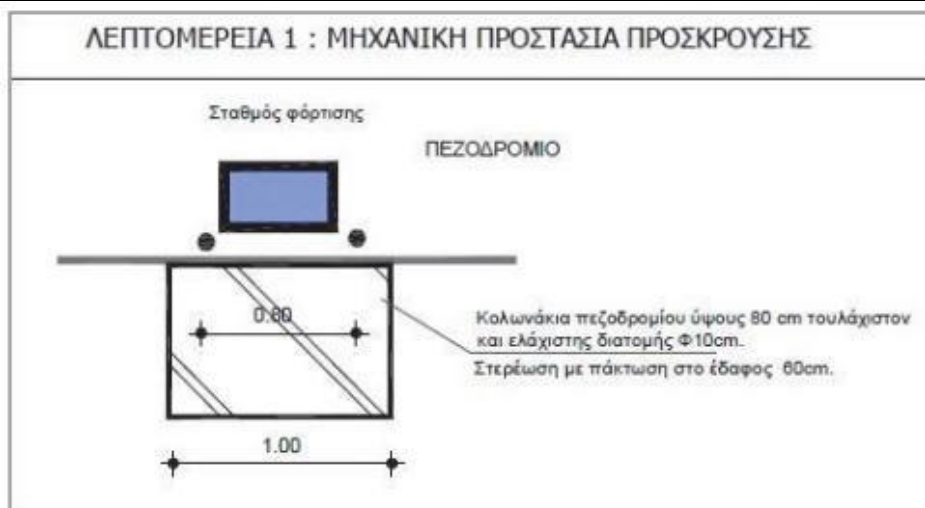 ΛΕΠΤΟΜΕΡΕΙΑ 1 : ΜΗΧΑΝΙΚΗ ΠΡΟΣΤΑΣΙΑ ΠΡΟΣΚΡΟΥΣΗΣ
Σταθμός φόρτισης
ΠΕΖΟΔΡΟΜΙΟ
0.80
Κολωνάκια πεζοδρομίου ύψους 80 cm τουλάχιστον
και ελάχιστης διατομής Φ10cm.
Στερέωση με πάκτωση στο έδαφος 60cm.
1.00